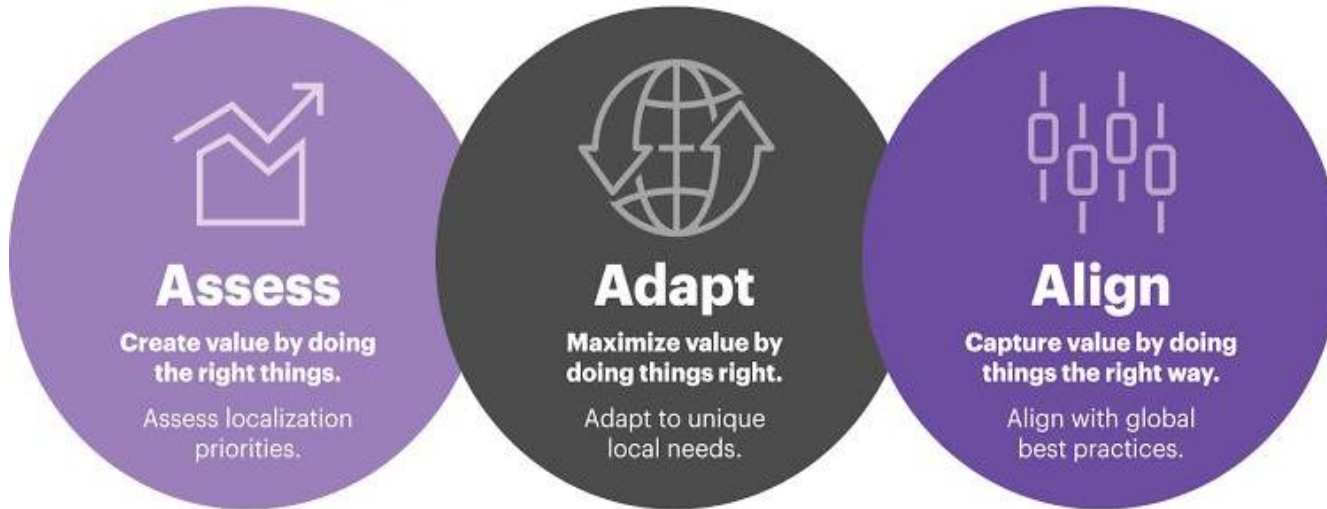 Assess
Create value by doing
the right things.
Assess localization
priorities.
Adapt
Maximize value by
doing things right.
Adapt to unique
local needs.
Align
Capture value by doing
things the right way.
Align with global
best practices.